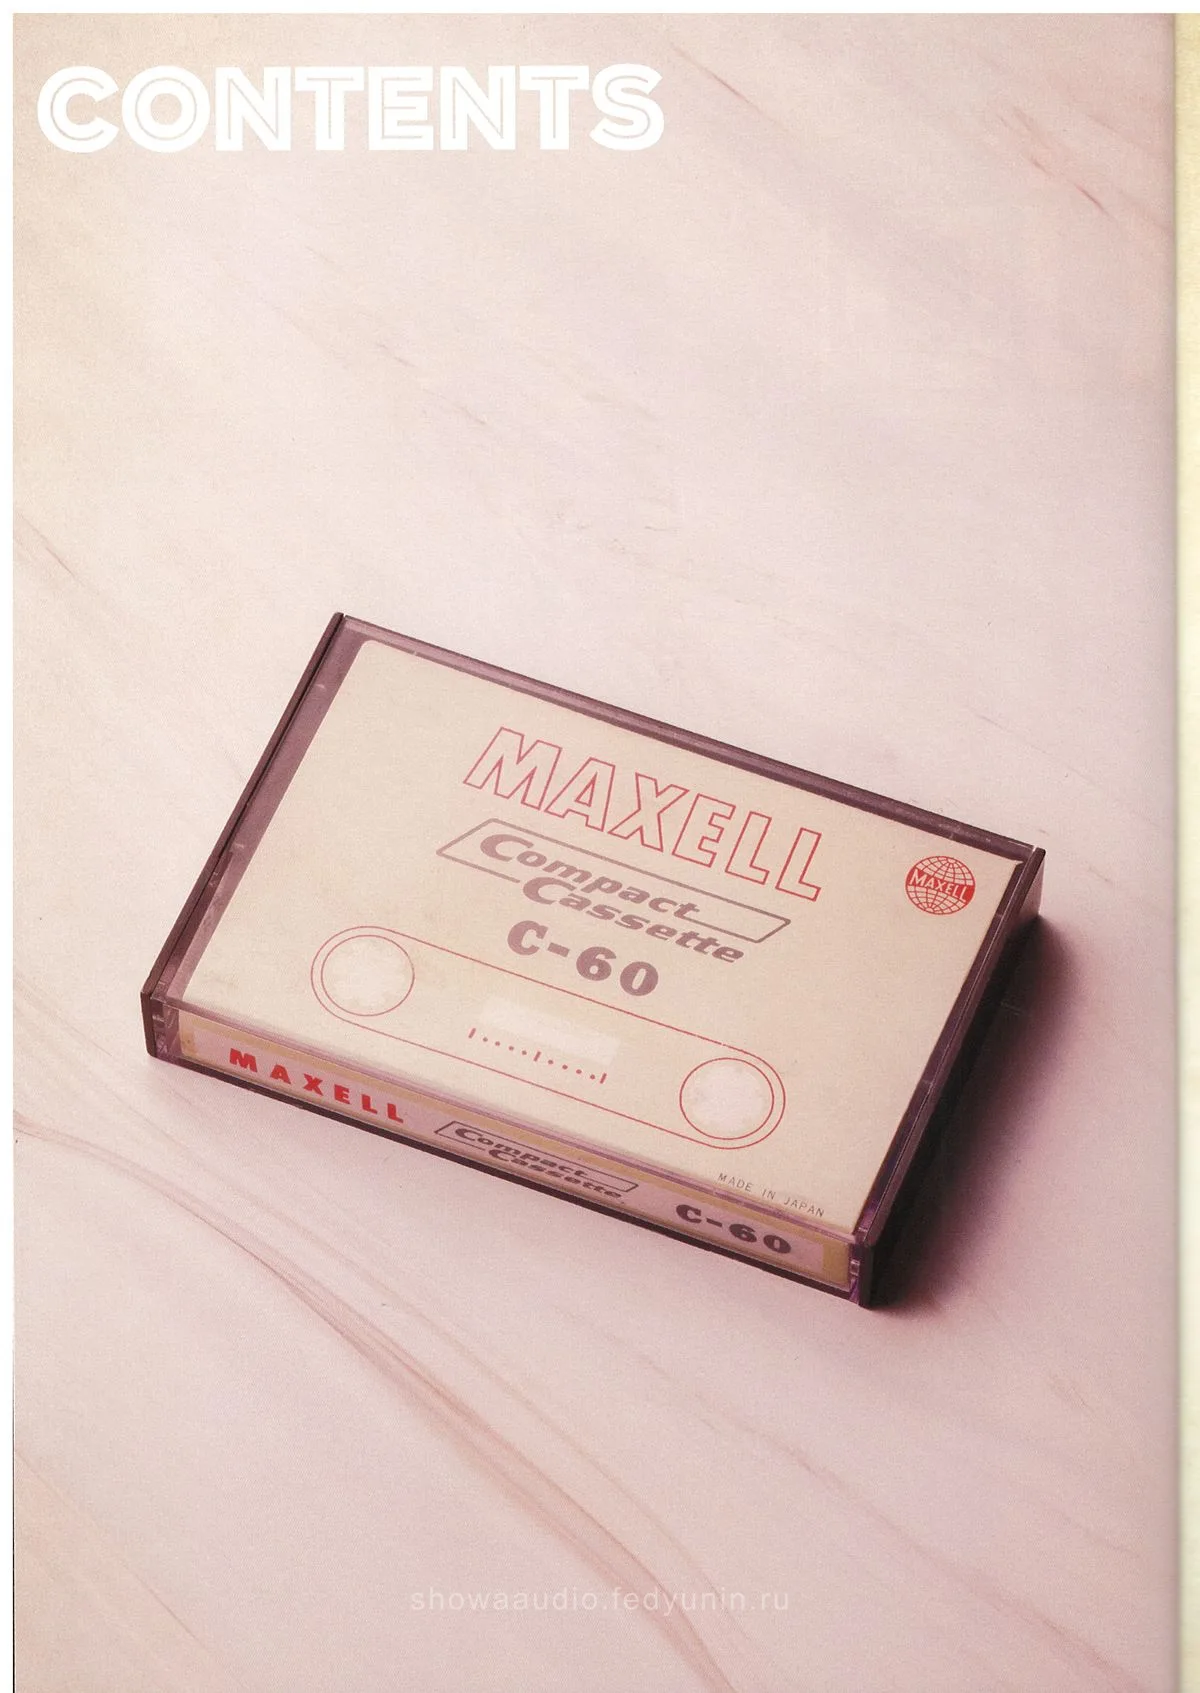 CONTENTS
MAXELL
Compact
Cassette
C-60
MAXELL
MADE IN JAPAN
MAXELL
Compact
Cassette
C-60
showaaudio.fedyunin.ru